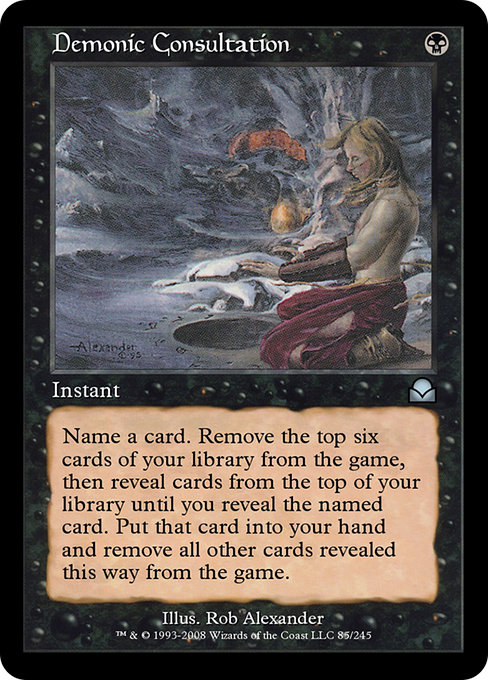 Demonic Consultation
Alexander
© 95
Instant
Name a card. Remove the top six
cards of your library from the game,
then reveal cards from the top of your
library until you reveal the named
card. Put that card into your hand
and remove all other cards revealed
this way from the game.
Illus. Rob Alexander
™ & © 1993-2008 Wizards of the Coast LLC 85/245